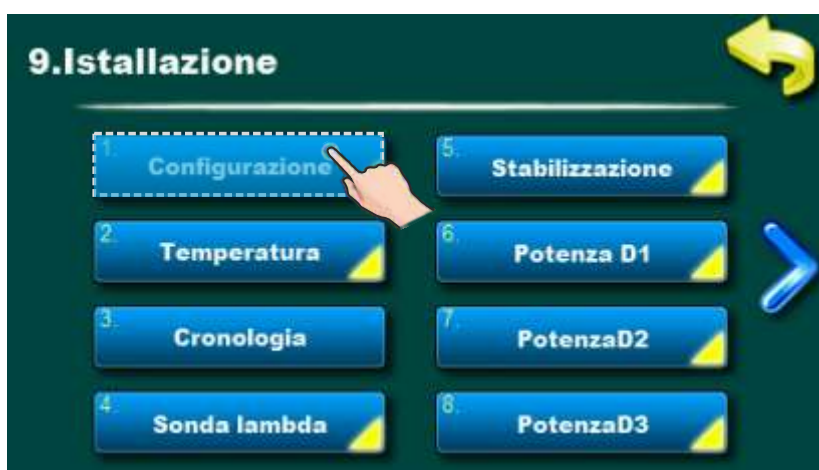 9.Istallazione
1. Configurazione
2. Temperatura
3. Cronologia
4. Sonda lambda
5. Stabilizzazione
6. Potenza D1
7. PotenzaD2
8. PotenzaD3